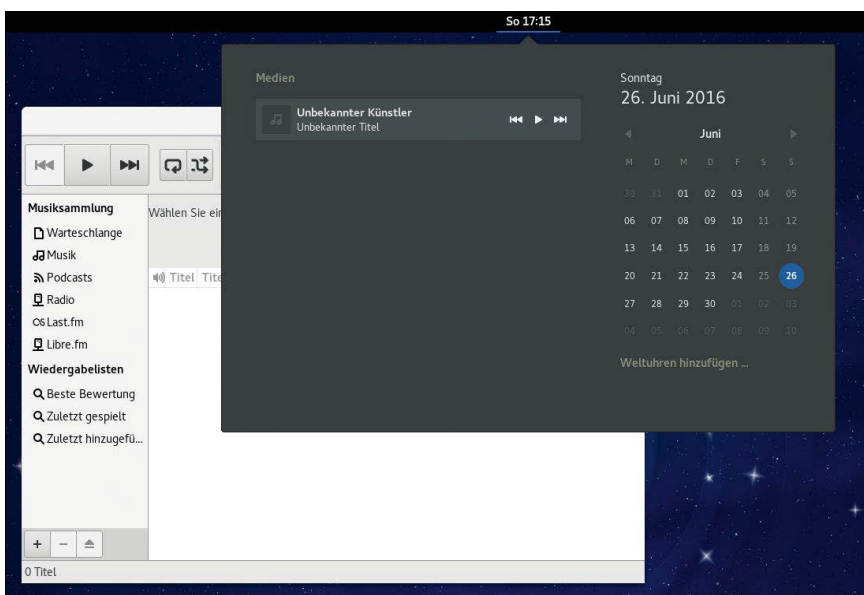 So 17:15
Medien
Unbekannter Künstler
Unbekannter Titel
Sonntag
26. Juni 2016
Juni
M D M D F S S
30 31 01 02 03 04 05
06 07 08 09 10 11 12
13 14 15 16 17 18 19
20 21 22 23 24 25 26
27 28 29 30 01 02 03
04 05 06 07 08 09 10
Weltuhren hinzufügen ...
Musiksammlung
Warteschlange
Musik
Podcasts
Radio
Last.fm
Libre.fm
Wiedergabelisten
Beste Bewertung
Zuletzt gespielt
Zuletzt hinzugefü...
Wählen Sie ein
Titel Tite
0 Titel